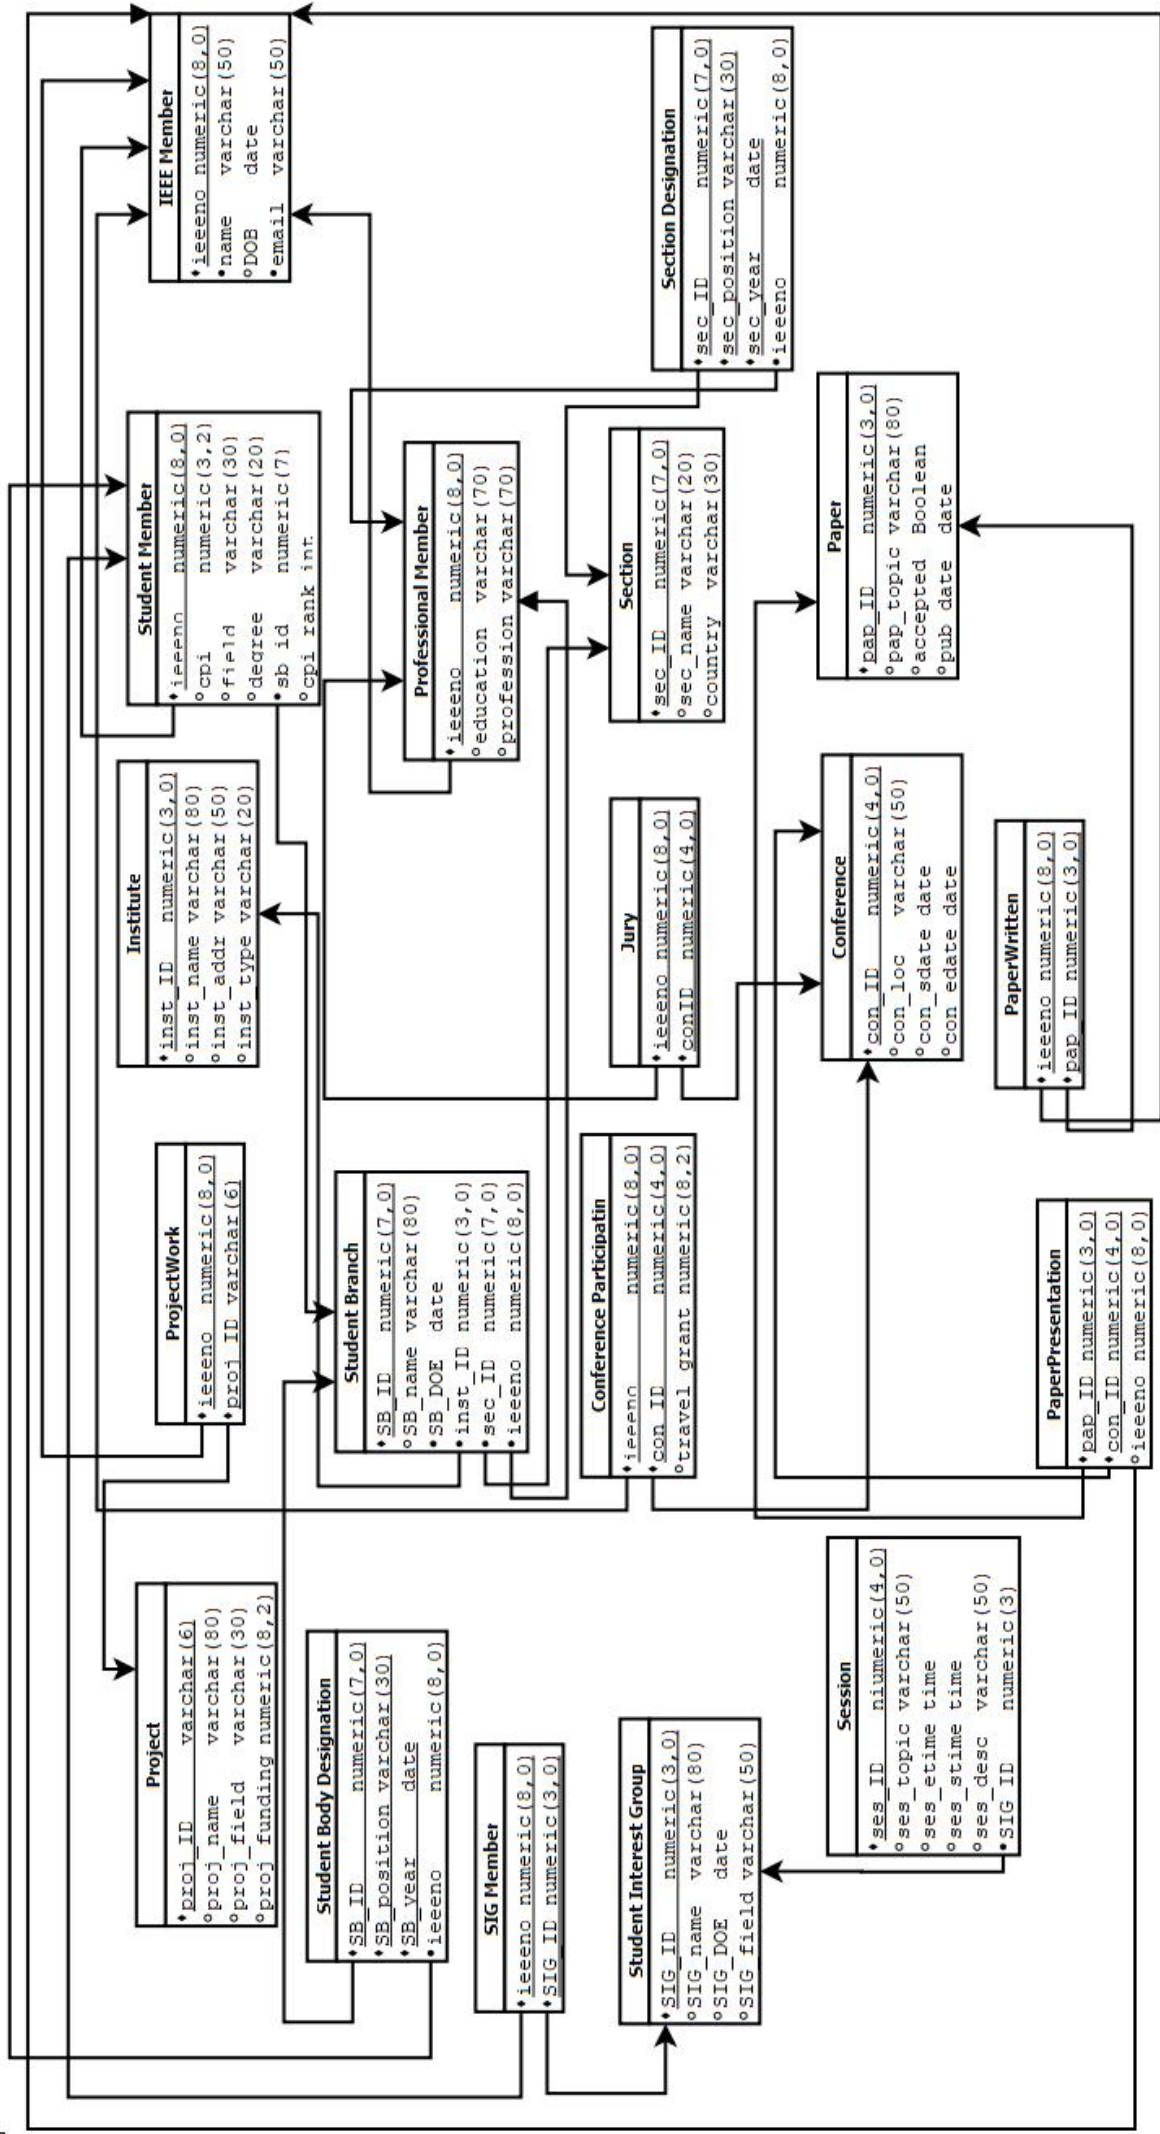 Project
♦proj_ID varchar(6)
○proj_name varchar(80)
○proj_field varchar(30)
○proj_funding numeric(8,2)
ProjectWork
♦ieeeno numeric(8,0)
♦proj_ID varchar(6)
Institute
♦inst_ID numeric(3,0)
○inst_name varchar(80)
○inst_addr varchar(50)
○inst_type varchar(20)
Student Member
♦ieeeno numeric(8,0)
○cpi numeric(3,2)
○field varchar(30)
○degree varchar(20)
•sb_id numeric(7)
○cpi_rank int
IEEE Member
♦ieeeno numeric(8,0)
•name varchar(50)
○DOB date
•email varchar(50)
Student Body Designation
♦SB_ID numeric(7,0)
♦SB_position varchar(30)
♦SB_year date
•ieeeno numeric(8,0)
Student Branch
♦SB_ID numeric(7,0)
○SB_name varchar(80)
•SB_DOE date
•inst_ID numeric(3,0)
•sec_ID numeric(7,0)
•ieeeno numeric(8,0)
Professional Member
♦ieeeno numeric(8,0)
○education varchar(70)
○profession varchar(70)
SIG Member
♦ieeeno numeric(8,0)
♦SIG_ID numeric(3,0)
Conference Participatin
♦ieeeno numeric(8,0)
♦con_ID numeric(4,0)
○travel_grant numeric(8,2)
Jury
♦ieeeno numeric(8,0)
♦conID numeric(4,0)
Section
♦sec_ID numeric(7,0)
○sec_name varchar(20)
○country varchar(30)
Section Designation
♦sec_ID numeric(7,0)
♦sec_position varchar(30)
♦sec_year date
•ieeeno numeric(8,0)
Student Interest Group
♦SIG_ID numeric(3,0)
○SIG_name varchar(80)
○SIG_DOE date
○SIG_field varchar(50)
Session
♦ses_ID niumeric(4,0)
○ses_topic varchar(50)
○ses_etime time
○ses_stime time
○ses_desc varchar(50)
•SIG_ID numeric(3)
Conference
♦con_ID numeric(4,0)
○con_loc varchar(50)
○con_sdate date
○con_edate date
Paper
♦pap_ID numeric(3,0)
○pap_topic varchar(80)
○accepted Boolean
○pub_date date
PaperPresentation
♦pap_ID numeric(3,0)
♦con_ID numeric(4,0)
○ieeeno numeric(8,0)
PaperWritten
♦ieeeno numeric(8,0)
♦pap_ID numeric(3,0)